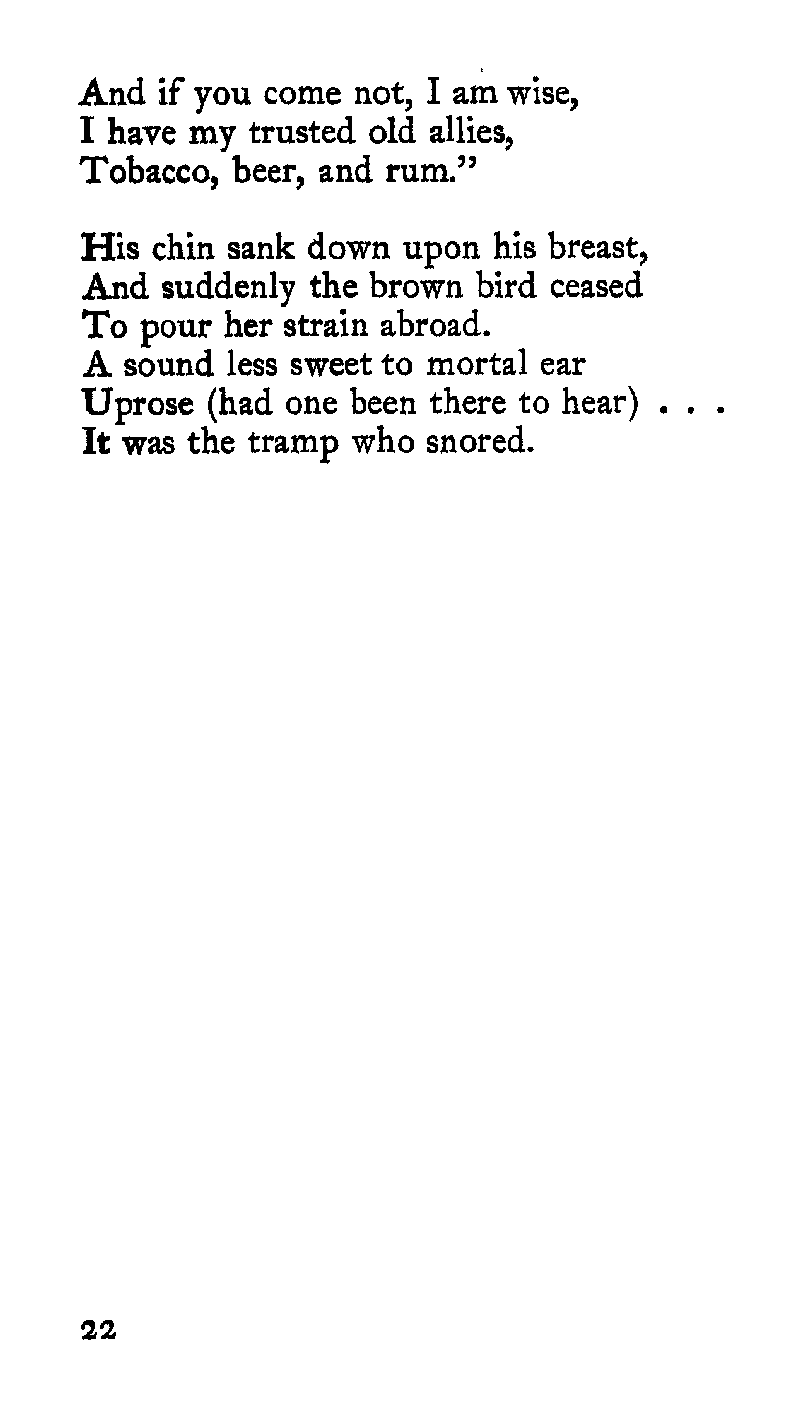 And if you come not, I am wise,
I have my trusted old allies,
Tobacco, beer, and rum.”
His chin sank down upon his breast,
And suddenly the brown bird ceased
To pour her strain abroad.
A sound less sweet to mortal ear
Uprose (had one been there to hear) . . .
It was the tramp who snored.
22